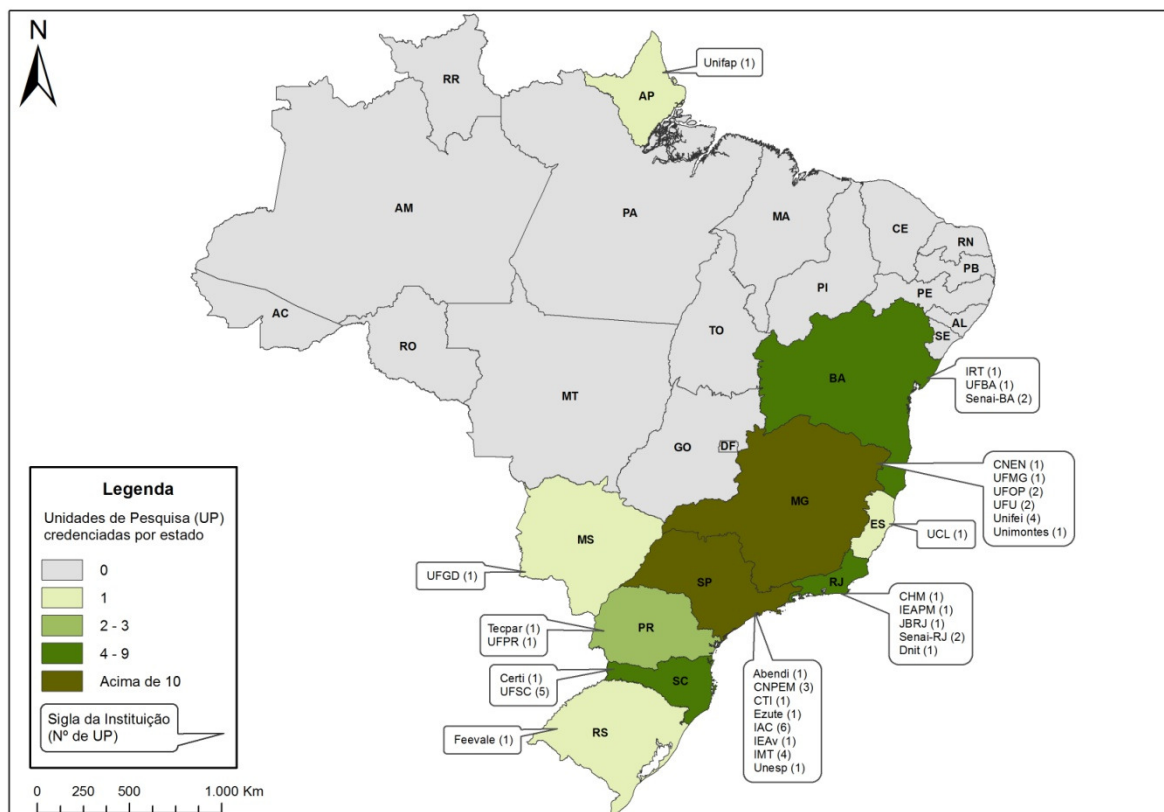 N
Unifap (1)
RR
AP
AM
PA
MA
CE
RN
PB
PI
PE
AC
AL
TO
SE
RO
BA
IRT (1)
UFBA (1)
Senai-BA (2)
MT
GO
DF
CNEN (1)
UFMG (1)
UFOP (2)
UFU (2)
Unifei (4)
Unimontes (1)
MG
ES
UCL (1)
MS
UFGD (1)
SP
RJ
CHM (1)
IEAPM (1)
JBRJ (1)
Senai-RJ (2)
Dnit (1)
Tecpar (1)
UFPR (1)
PR
Certi (1)
UFSC (5)
SC
Abendi (1)
CNPEM (3)
CTI (1)
Ezute (1)
IAC (6)
IEAv (1)
IMT (4)
Unesp (1)
Feevale (1)
RS
Legenda
Unidades de Pesquisa (UP)
credenciadas por estado
0
1
2 - 3
4 - 9
Acima de 10
Sigla da Instituição
(Nº de UP)
0 250 500 1.000 Km